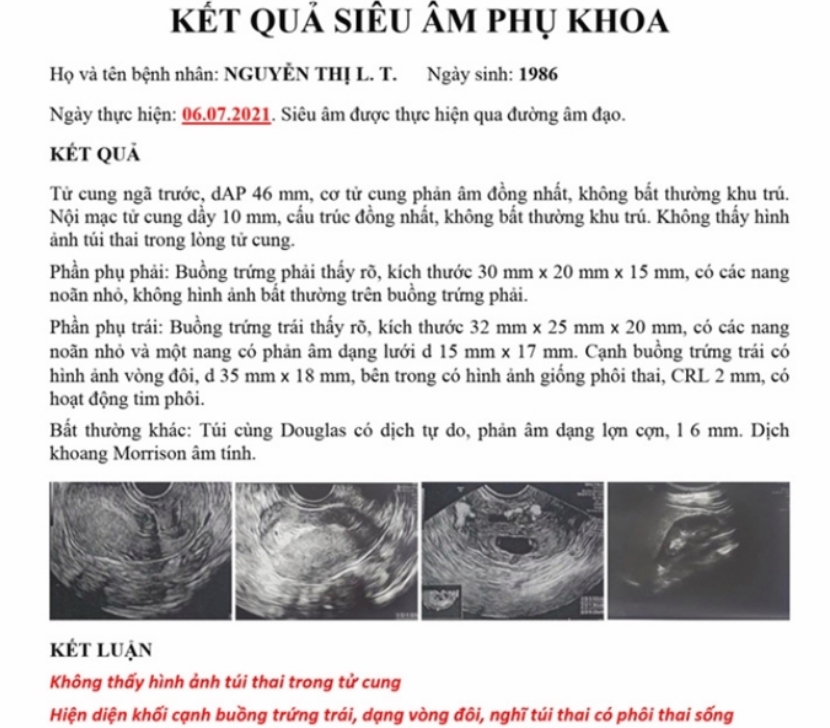 KẾT QUẢ SIÊU ÂM PHỤ KHOA
Họ và tên bệnh nhân: NGUYỄN THỊ L. T. Ngày sinh: 1986
Ngày thực hiện: 06.07.2021. Siêu âm được thực hiện qua đường âm đạo.
KẾT QUẢ
Tử cung ngã trước, dAP 46 mm, cơ tử cung phản âm đồng nhất, không bất thường khu trú.
Nội mạc tử cung dầy 10 mm, cấu trúc đồng nhất, không bất thường khu trú. Không thấy hình
ảnh túi thai trong lòng tử cung.
Phần phụ phải: Buồng trứng phải thấy rõ, kích thước 30 mm x 20 mm x 15 mm, có các nang
noãn nhỏ, không hình ảnh bất thường trên buồng trứng phải.
Phần phụ trái: Buồng trứng trái thấy rõ, kích thước 32 mm x 25 mm x 20 mm, có các nang
noãn nhỏ và một nang có phản âm dạng lưới d 15 mm x 17 mm. Cạnh buồng trứng trái có
hình ảnh vòng đôi, d 35 mm x 18 mm, bên trong có hình ảnh giống phôi thai, CRL 2 mm, có
hoạt động tim phôi.
Bất thường khác: Túi cùng Douglas có dịch tự do, phản âm dạng lợn cợn, l 6 mm. Dịch
khoang Morrison âm tính.
KẾT LUẬN
Không thấy hình ảnh túi thai trong tử cung
Hiện diện khối cạnh buồng trứng trái, dạng vòng đôi, nghĩ túi thai có phôi thai sống